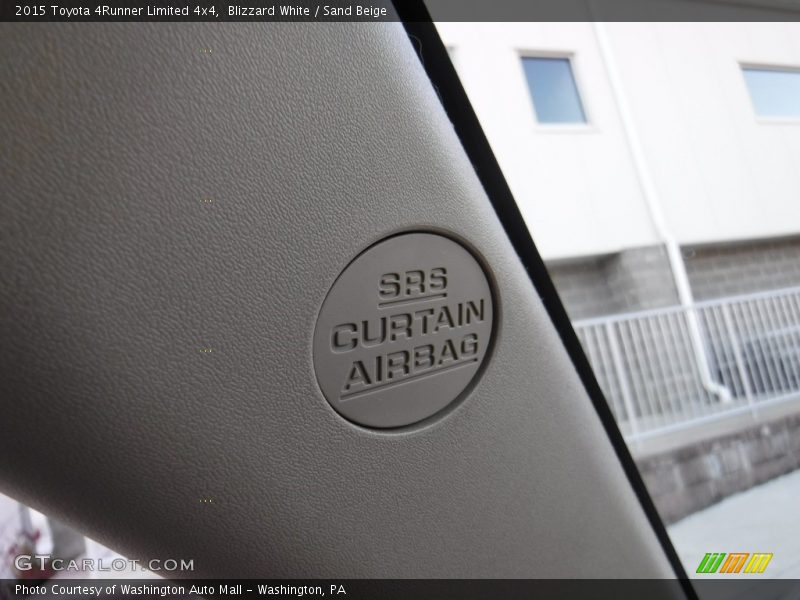 2015 Toyota 4Runner Limited 4x4,  Blizzard White / Sand Beige
SRS
CURTAIN
AIRBAG
GTCARLOT.COM
Photo Courtesy of Washington Auto Mall - Washington, PA